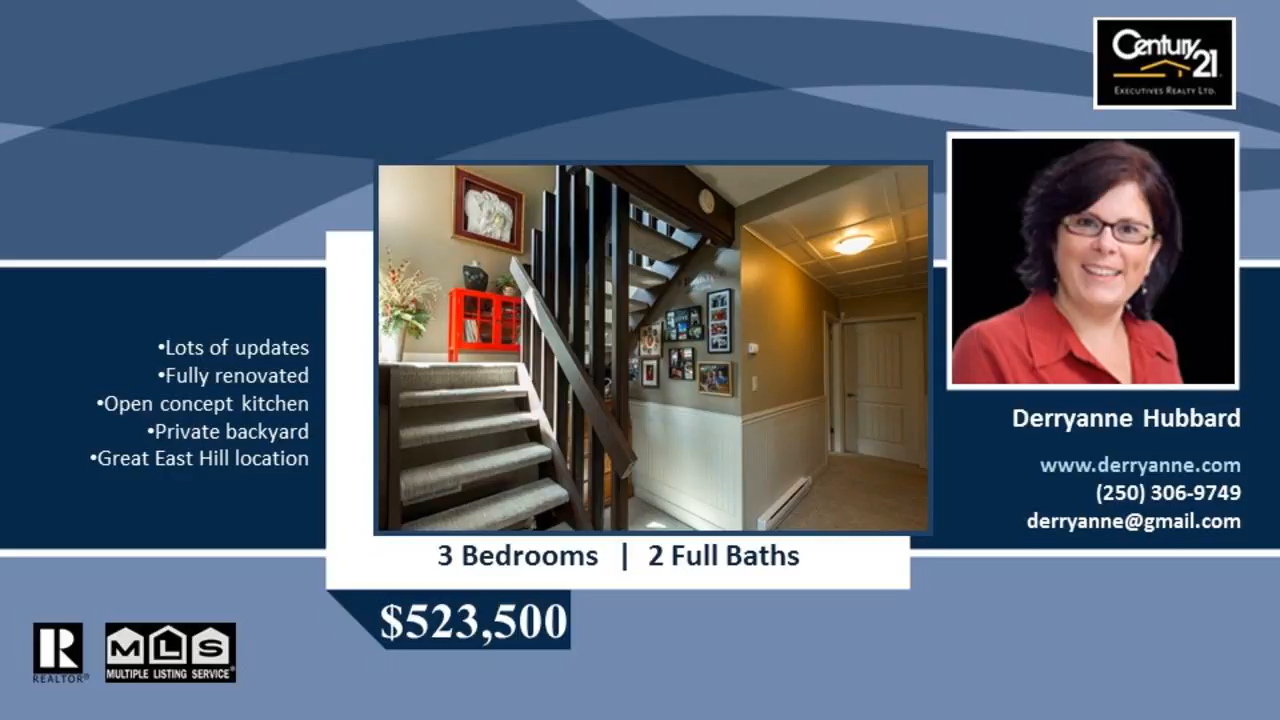 Century 21
EXECUTIVES REALTY LTD.
•Lots of updates
•Fully renovated
•Open concept kitchen
•Private backyard
•Great East Hill location
Derryanne Hubbard
www.derryanne.com
(250) 306-9749
derryanne@gmail.com
3 Bedrooms | 2 Full Baths
$523,500
R
REALTOR®
MLS
MULTIPLE LISTING SERVICE®